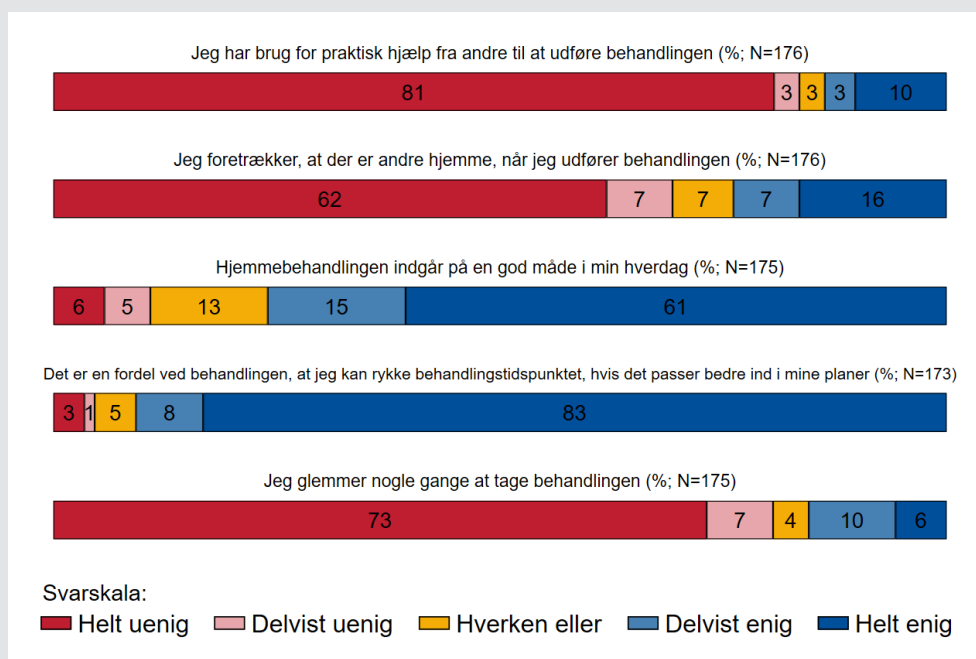 Jeg har brug for praktisk hjælp fra andre til at udføre behandlingen (%; N=176)
81 3 3 3 10
Jeg foretrækker, at der er andre hjemme, når jeg udfører behandlingen (%; N=176)
62 7 7 7 16
Hjemmebehandlingen indgår på en god måde i min hverdag (%; N=175)
6 5 13 15 61
Det er en fordel ved behandlingen, at jeg kan rykke behandlingstidspunktet, hvis det passer bedre ind i mine planer (%; N=173)
3 1 5 8 83
Jeg glemmer nogle gange at tage behandlingen (%; N=175)
73 7 4 10 6
Svarskala:
Helt uenig Delvist uenig Hverken eller Delvist enig Helt enig